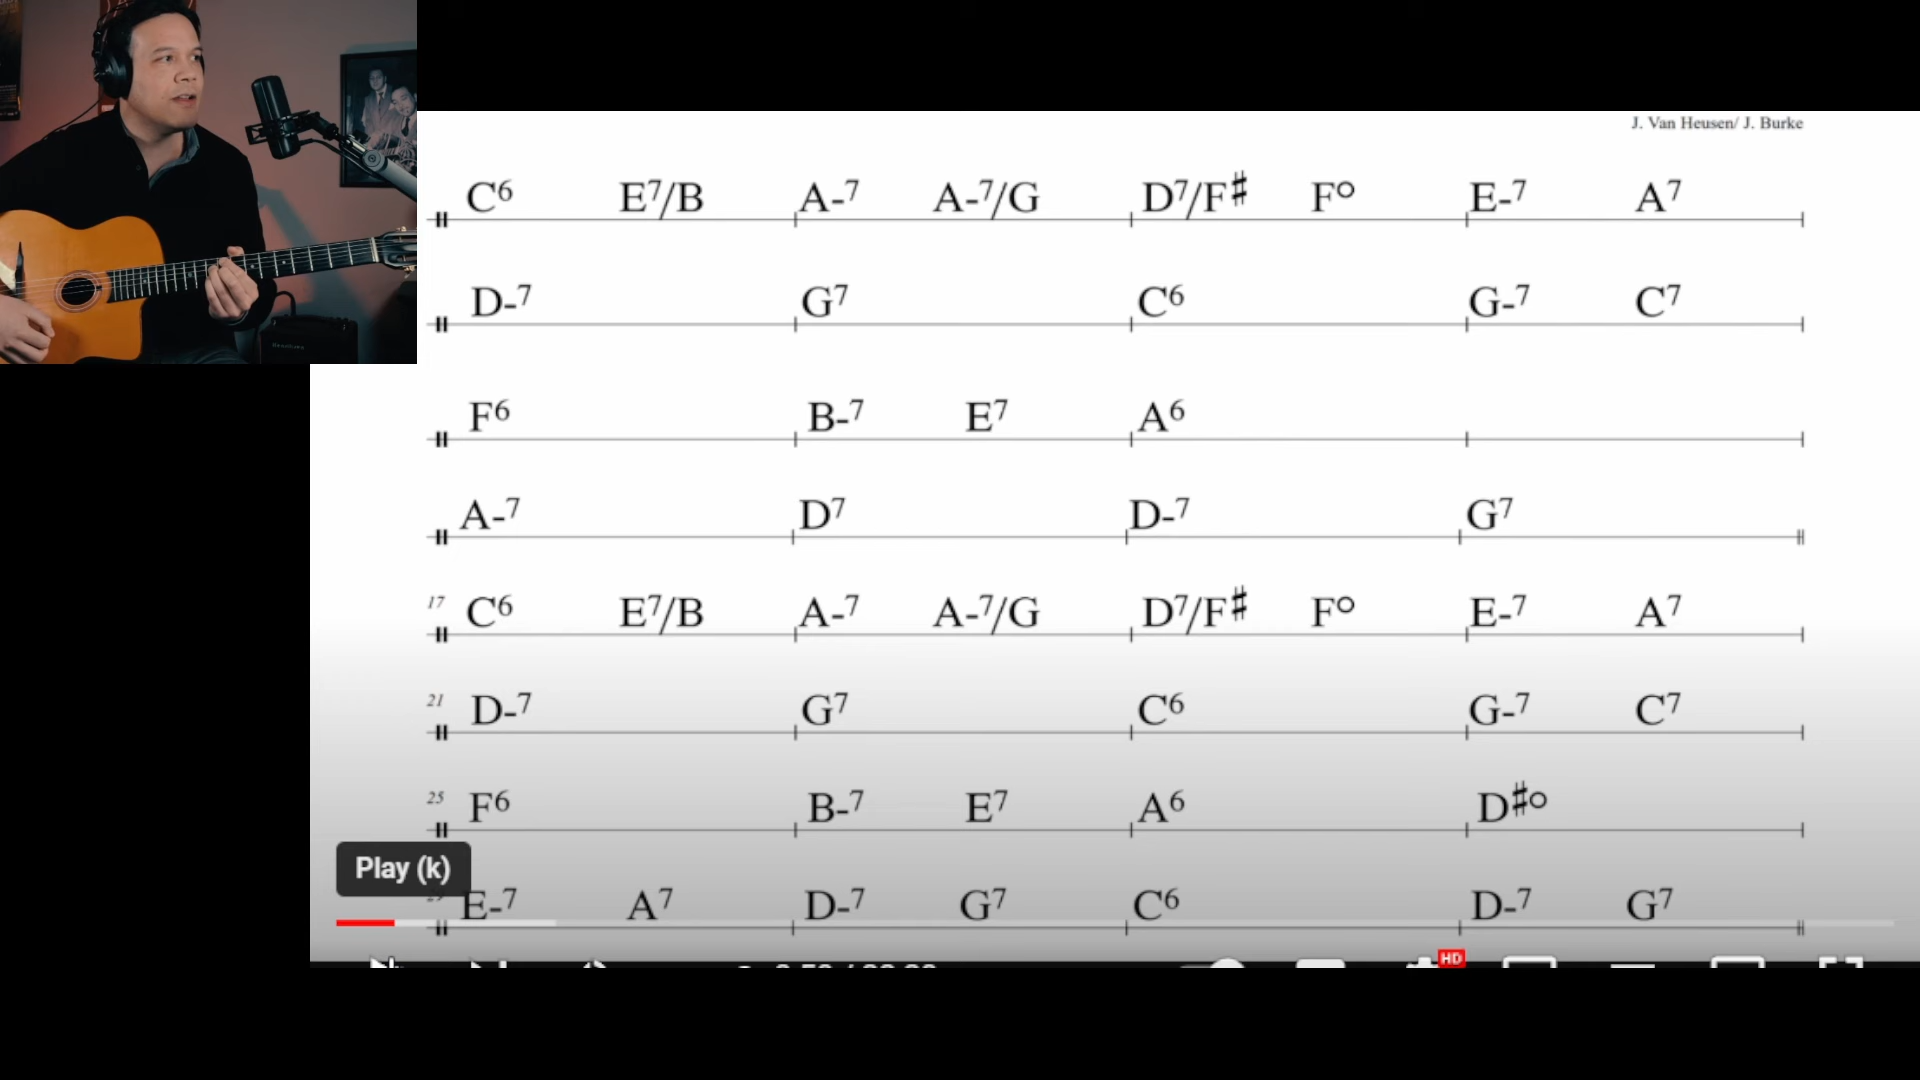 J. Van Heusen/ J. Burke
C6 E7/B A-7 A-7/G D7/F♯ F° E-7 A7
D-7 G7 C6 G-7 C7
F6 B-7 E7 A6
A-7 D7 D-7 G7
17 C6 E7/B A-7 A-7/G D7/F♯ F° E-7 A7
21 D-7 G7 C6 G-7 C7
25 F6 B-7 E7 A6 D♯°
Play (k)
E-7 A7 D-7 G7 C6 D-7 G7
HD